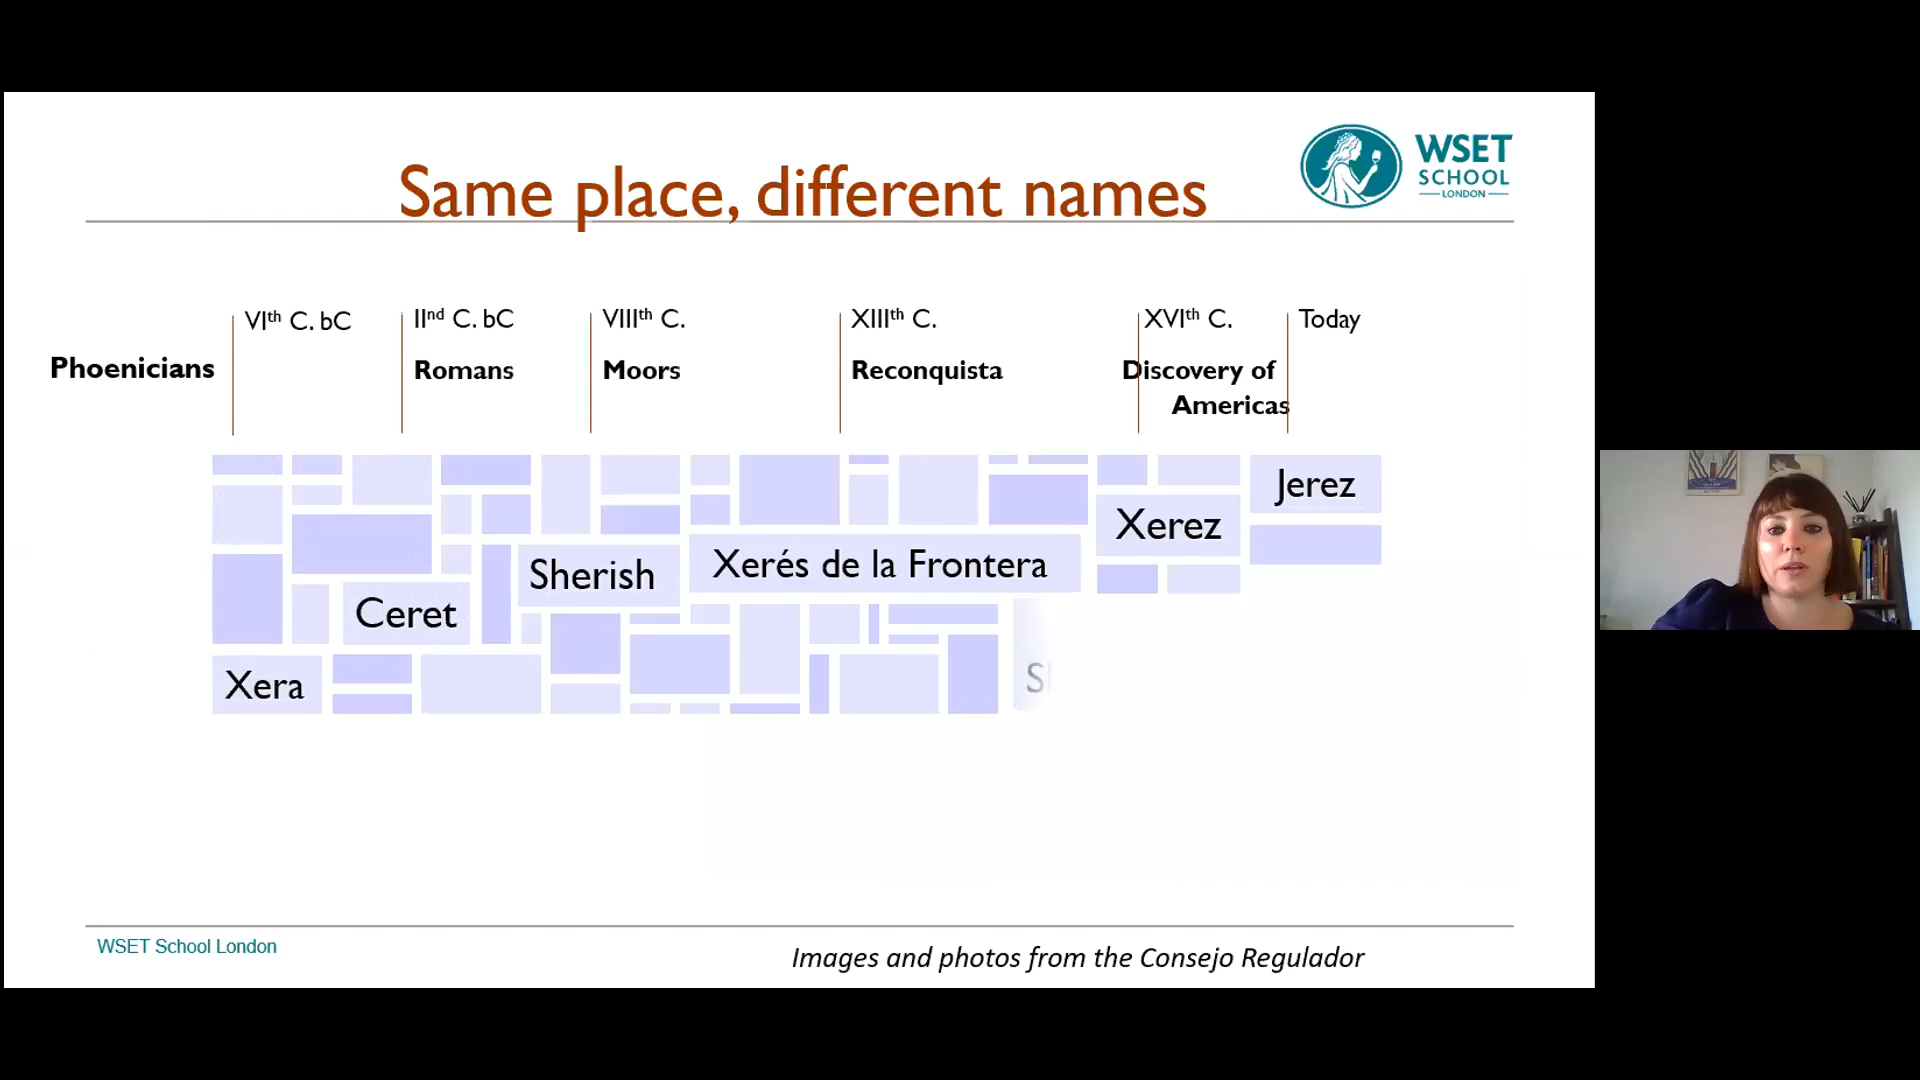 Same place, different names
WSET
SCHOOL
LONDON
VIth C. bC
IInd C. bC
VIIIth C.
XIIIth C.
XVIth C.
Today
Phoenicians
Romans
Moors
Reconquista
Discovery of
Americas
Jerez
Xerez
Xerés de la Frontera
Sherish
Ceret
Xera
S
WSET School London
Images and photos from the Consejo Regulador